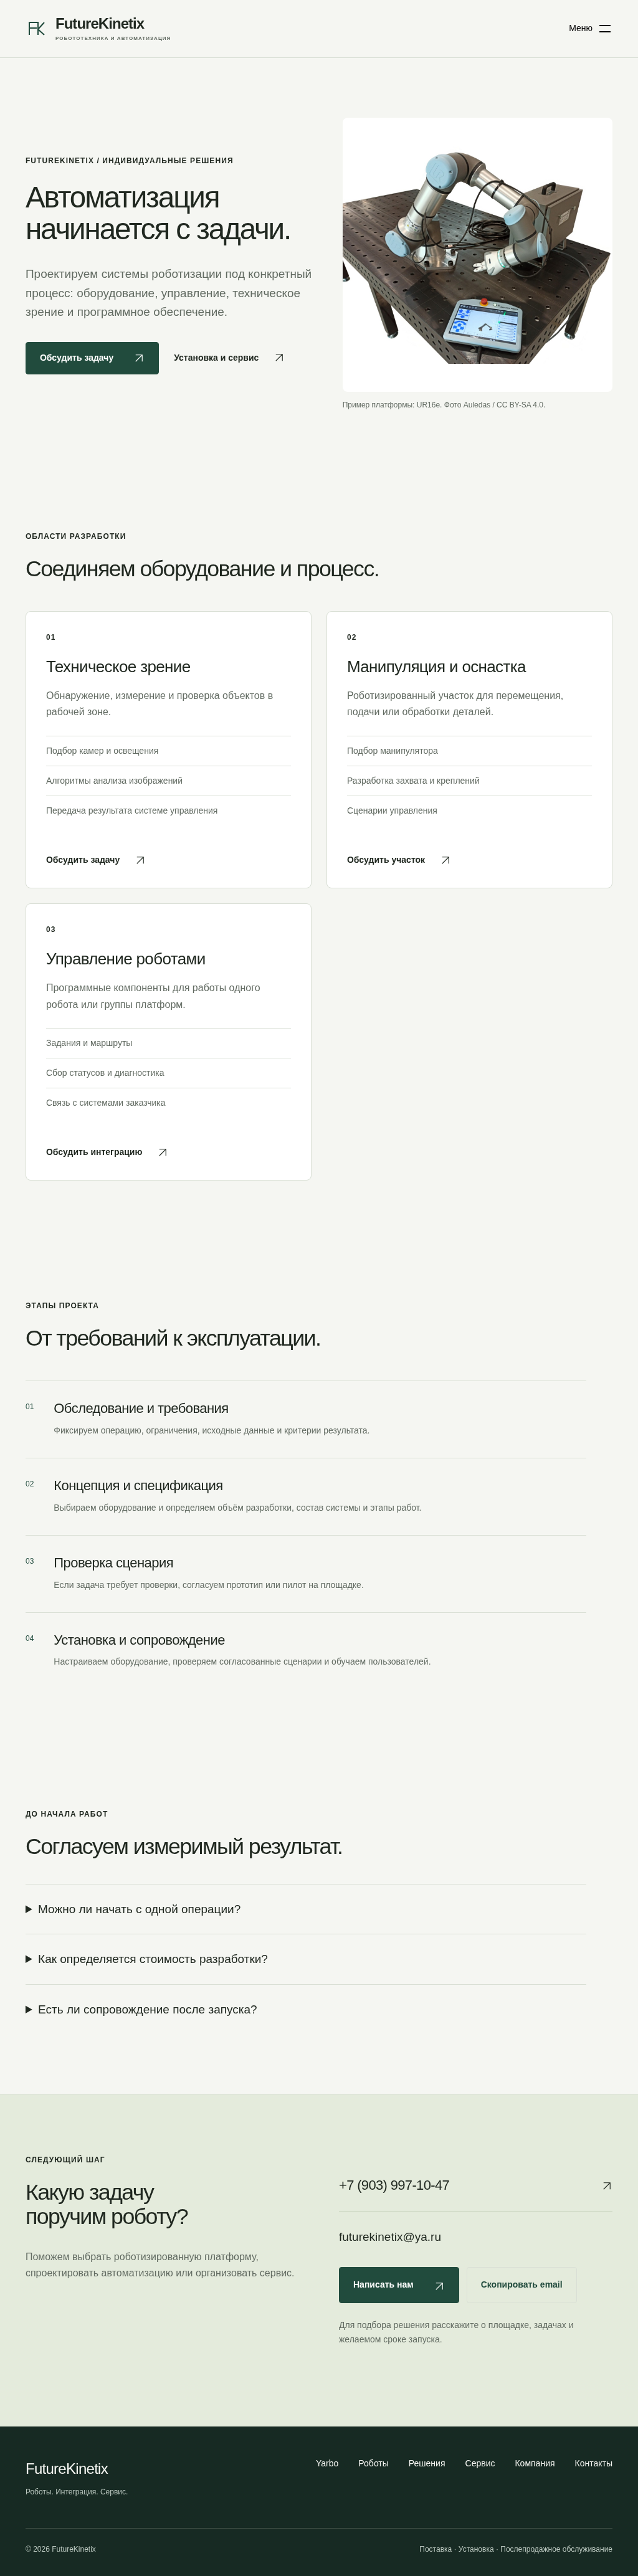 FK FutureKinetix
РОБОТОТЕХНИКА И АВТОМАТИЗАЦИЯ
Меню
FUTUREKINETIX / ИНДИВИДУАЛЬНЫЕ РЕШЕНИЯ
Автоматизация
начинается с задачи.
Проектируем системы роботизации под конкретный
процесс: оборудование, управление, техническое
зрение и программное обеспечение.
Обсудить задачу
Установка и сервис
Пример платформы: UR16e. Фото Auledas / CC BY-SA 4.0.
ОБЛАСТИ РАЗРАБОТКИ
Соединяем оборудование и процесс.
01
Техническое зрение
Обнаружение, измерение и проверка объектов в
рабочей зоне.
Подбор камер и освещения
Алгоритмы анализа изображений
Передача результата системе управления
Обсудить задачу
02
Манипуляция и оснастка
Роботизированный участок для перемещения,
подачи или обработки деталей.
Подбор манипулятора
Разработка захвата и креплений
Сценарии управления
Обсудить участок
03
Управление роботами
Программные компоненты для работы одного
робота или группы платформ.
Задания и маршруты
Сбор статусов и диагностика
Связь с системами заказчика
Обсудить интеграцию
ЭТАПЫ ПРОЕКТА
От требований к эксплуатации.
01
Обследование и требования
Фиксируем операцию, ограничения, исходные данные и критерии результата.
02
Концепция и спецификация
Выбираем оборудование и определяем объём разработки, состав системы и этапы работ.
03
Проверка сценария
Если задача требует проверки, согласуем прототип или пилот на площадке.
04
Установка и сопровождение
Настраиваем оборудование, проверяем согласованные сценарии и обучаем пользователей.
ДО НАЧАЛА РАБОТ
Согласуем измеримый результат.
Можно ли начать с одной операции?
Как определяется стоимость разработки?
Есть ли сопровождение после запуска?
СЛЕДУЮЩИЙ ШАГ
Какую задачу
поручим роботу?
Поможем выбрать роботизированную платформу,
спроектировать автоматизацию или организовать сервис.
+7 (903) 997-10-47
futurekinetix@ya.ru
Написать нам
Скопировать email
Для подбора решения расскажите о площадке, задачах и
желаемом сроке запуска.
FutureKinetix
Роботы. Интеграция. Сервис.
Yarbo Роботы Решения Сервис Компания Контакты
© 2026 FutureKinetix
Поставка · Установка · Послепродажное обслуживание